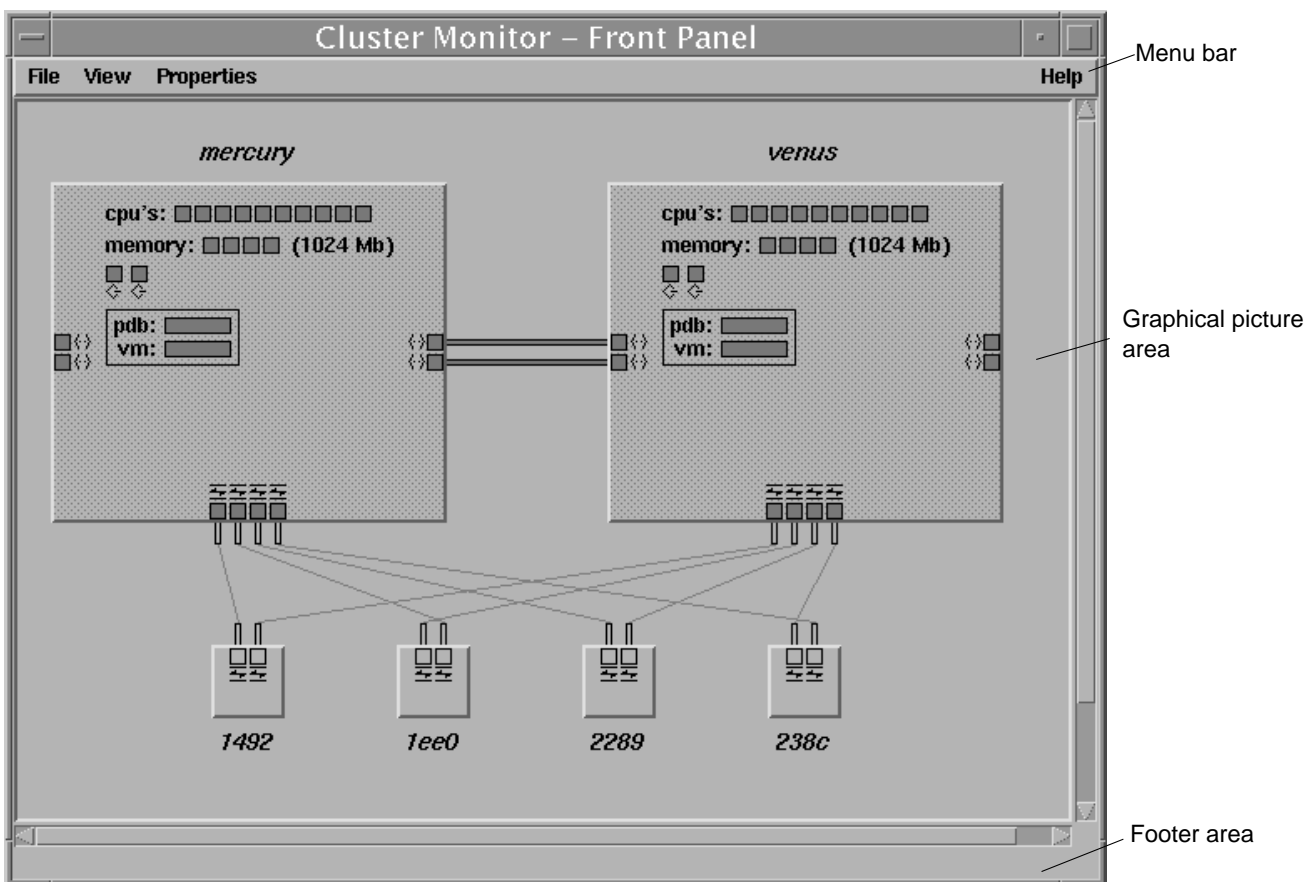 Cluster Monitor – Front Panel
File View Properties Help
Menu bar
mercury
venus
cpu's:
memory: (1024 Mb)
pdb:
vm:
cpu's:
memory: (1024 Mb)
pdb:
vm:
Graphical picture
area
1492
1ee0
2289
238c
Footer area